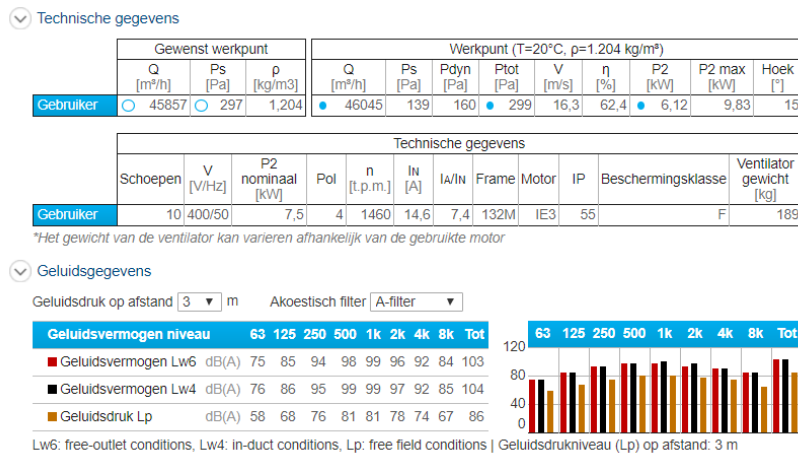 Technische gegevens
Gewenst werkpunt Werkpunt (T=20°C, ρ=1.204 kg/m³)
Q Ps ρ Q Ps Pdyn Ptot V η P2 P2 max Hoek
[m³/h] [Pa] [kg/m3] [m³/h] [Pa] [Pa] [Pa] [m/s] [%] [kW] [kW] [°]
Gebruiker 45857 297 1,204 46045 139 160 299 16,3 62,4 6,12 9,83 15
Technische gegevens
Schoepen V [V/Hz] P2 nominaal [kW] Pol n [t.p.m.] IN [A] IA/IN Frame Motor IP Beschermingsklasse Ventilator gewicht [kg]
Gebruiker 10 400/50 7,5 4 1460 14,6 7,4 132M IE3 55 F 189
*Het gewicht van de ventilator kan varieren afhankelijk van de gebruikte motor
Geluidsgegevens
Geluidsdruk op afstand 3 m Akoestisch filter A-filter
Geluidsvermogen niveau 63 125 250 500 1k 2k 4k 8k Tot
Geluidsvermogen Lw6 dB(A) 75 85 94 98 99 96 92 84 103
Geluidsvermogen Lw4 dB(A) 76 86 95 99 99 97 92 85 104
Geluidsdruk Lp dB(A) 58 68 76 81 81 78 74 67 86
63 125 250 500 1k 2k 4k 8k Tot
120
80
40
0
Lw6: free-outlet conditions, Lw4: in-duct conditions, Lp: free field conditions | Geluidsdrukniveau (Lp) op afstand: 3 m